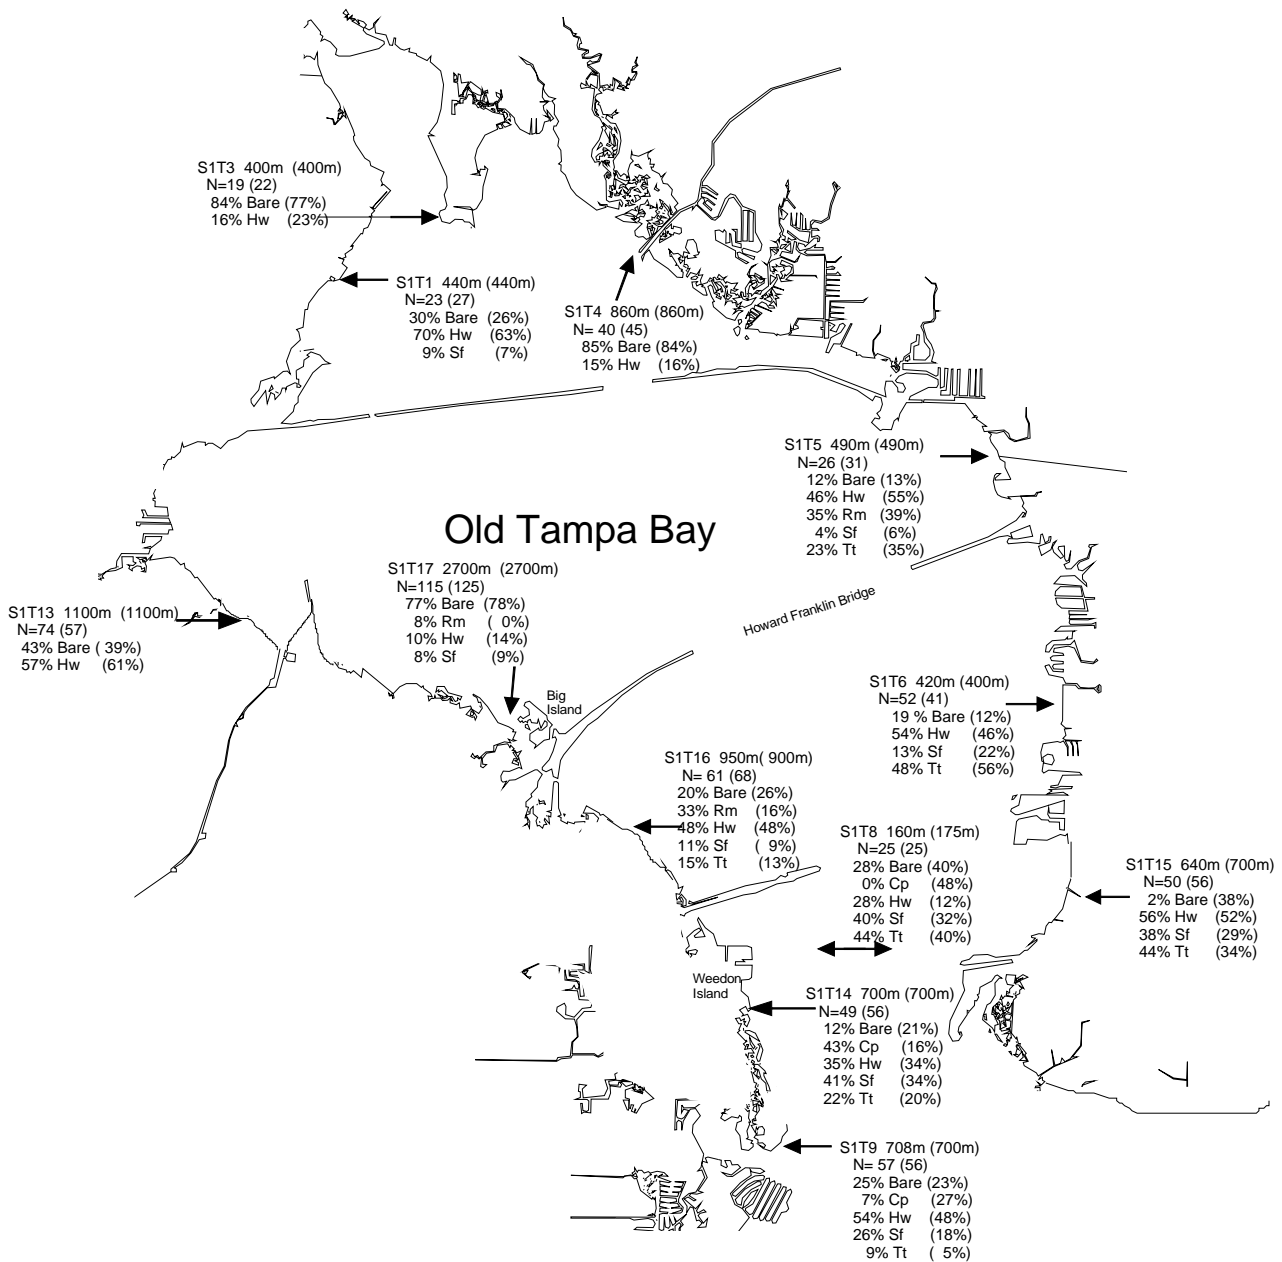 S1T3 400m (400m)
N=19 (22)
84% Bare (77%)
16% Hw (23%)
S1T1 440m (440m)
N=23 (27)
30% Bare (26%)
70% Hw (63%)
9% Sf (7%)
S1T4 860m (860m)
N= 40 (45)
85% Bare (84%)
15% Hw (16%)
S1T5 490m (490m)
N=26 (31)
12% Bare (13%)
46% Hw (55%)
35% Rm (39%)
4% Sf (6%)
23% Tt (35%)
Old Tampa Bay
S1T17 2700m (2700m)
N=115 (125)
77% Bare (78%)
8% Rm ( 0%)
10% Hw (14%)
8% Sf (9%)
Howard Franklin Bridge
S1T13 1100m (1100m)
N=74 (57)
43% Bare ( 39%)
57% Hw (61%)
Big
Island
S1T6 420m (400m)
N=52 (41)
19 % Bare (12%)
54% Hw (46%)
13% Sf (22%)
48% Tt (56%)
S1T16 950m( 900m)
N= 61 (68)
20% Bare (26%)
33% Rm (16%)
48% Hw (48%)
11% Sf ( 9%)
15% Tt (13%)
S1T8 160m (175m)
N=25 (25)
28% Bare (40%)
0% Cp (48%)
28% Hw (12%)
40% Sf (32%)
44% Tt (40%)
S1T15 640m (700m)
N=50 (56)
2% Bare (38%)
56% Hw (52%)
38% Sf (29%)
44% Tt (34%)
Weedon
Island
S1T14 700m (700m)
N=49 (56)
12% Bare (21%)
43% Cp (16%)
35% Hw (34%)
41% Sf (34%)
22% Tt (20%)
S1T9 708m (700m)
N= 57 (56)
25% Bare (23%)
7% Cp (27%)
54% Hw (48%)
26% Sf (18%)
9% Tt ( 5%)